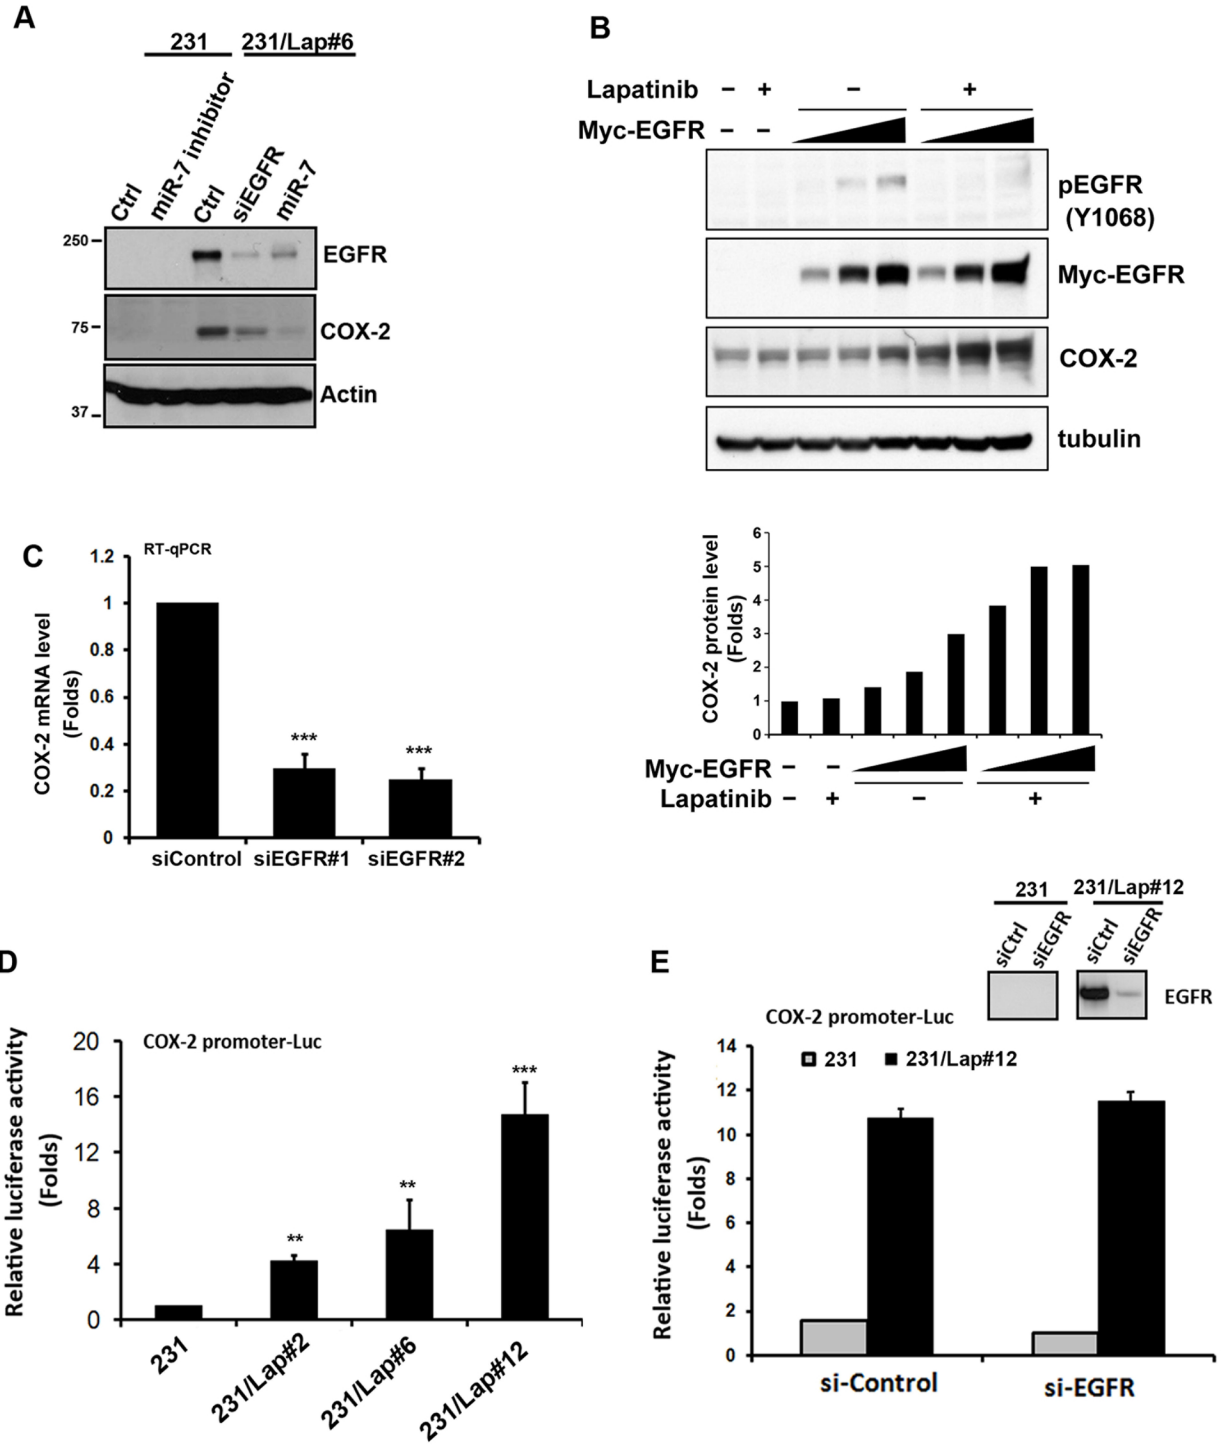 A
231 231/Lap#6
Ctrl
miR-7 inhibitor
Ctrl
siEGFR
miR-7
250
EGFR
75
COX-2
Actin
37
B
Lapatinib − + − +
Myc-EGFR − −
pEGFR
(Y1068)
Myc-EGFR
COX-2
tubulin
COX-2 protein level
(Folds)
6
5
4
3
2
1
0
Myc-EGFR − −
Lapatinib − + − +
C
RT-qPCR
COX-2 mRNA level
(Folds)
1.2
1
0.8
0.6
0.4
0.2
0
***
***
siControl siEGFR#1 siEGFR#2
D
COX-2 promoter-Luc
Relative luciferase activity
(Folds)
20
16
12
8
4
0
**
**
***
231
231/Lap#2
231/Lap#6
231/Lap#12
E
231 231/Lap#12
siCtrl
siEGFR
siCtrl
siEGFR
EGFR
COX-2 promoter-Luc
231 231/Lap#12
Relative luciferase activity
(Folds)
14
12
10
8
6
4
2
0
si-Control si-EGFR